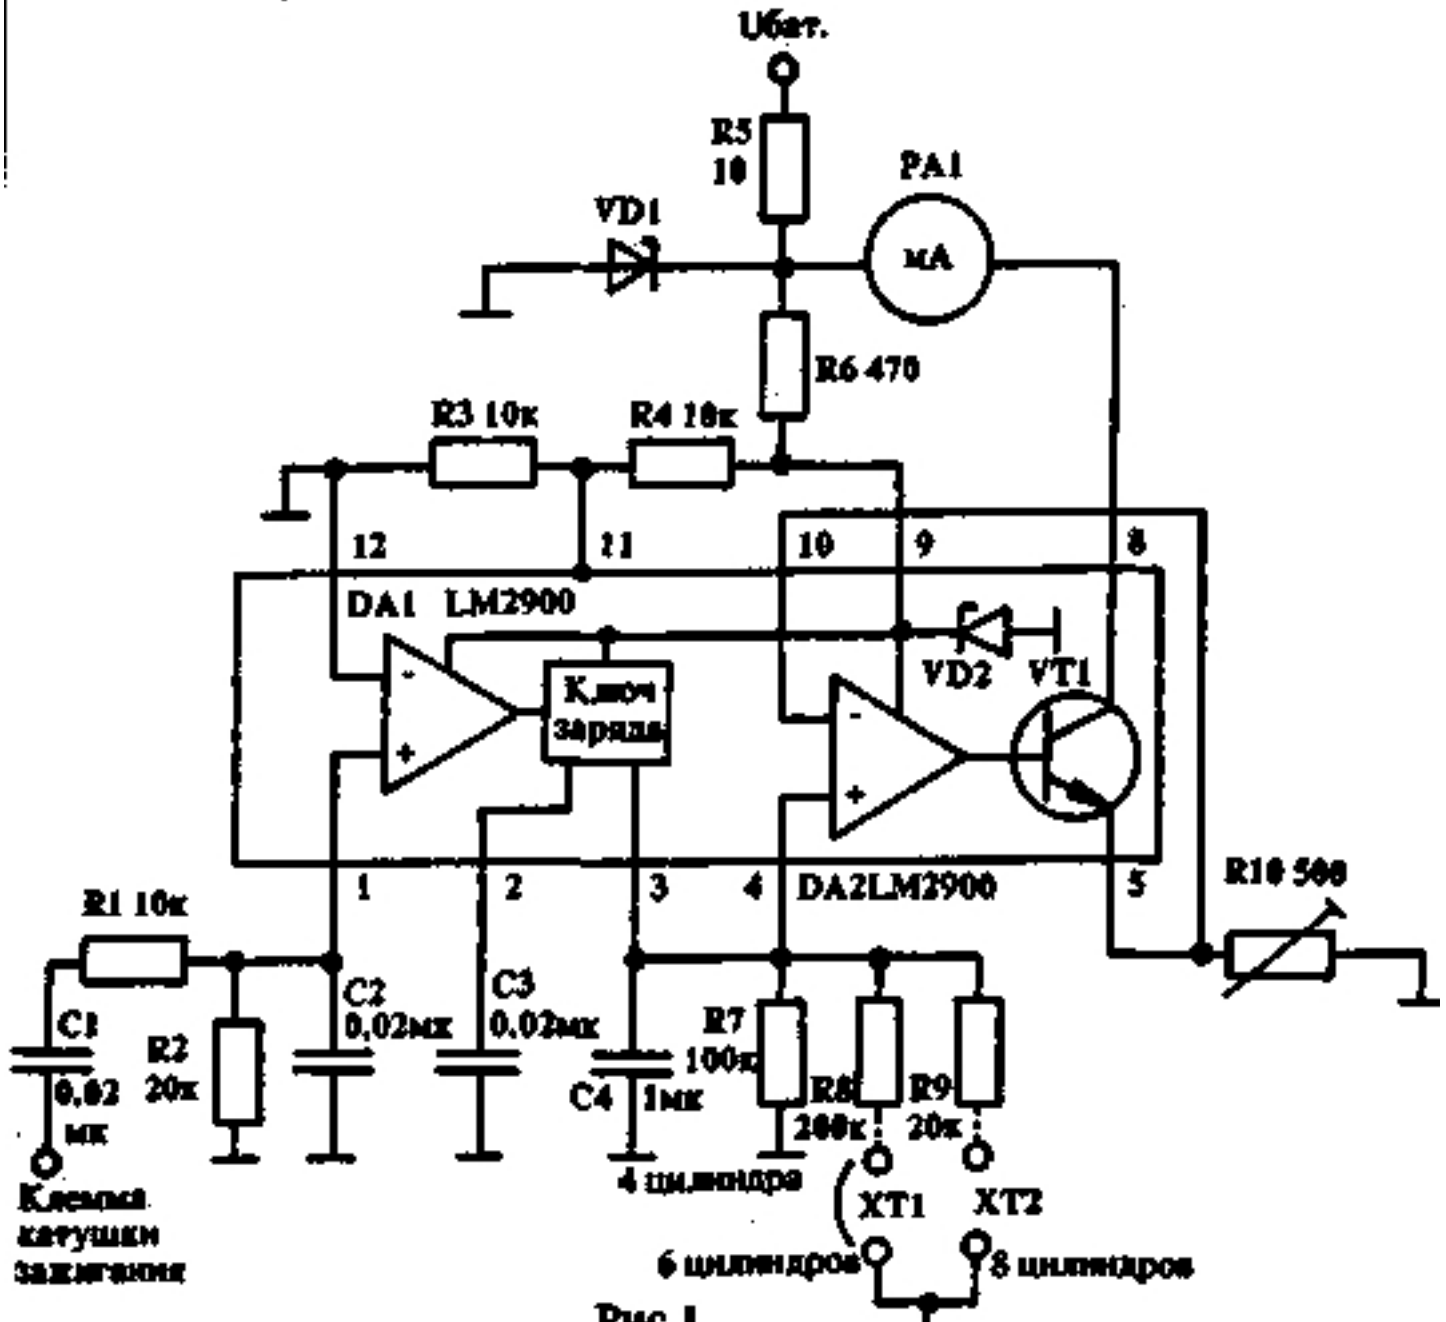 Uбат.
R5
10
PA1
VD1
мА
R6 470
R3 10к
R4 10к
12
11
10
9
8
DA1 LM2900
Ключ
заряда
VD2
VT1
-
+
-
+
1
2
3
4
DA2LM2900
5
R10 500
R1 10к
C1
0,02
мк
R2
20к
C2
0,02мк
C3
0,02мк
C4
1мк
R7
100к
R8
200к
R9
20к
Клемма
катушки
зажигания
4 цилиндра
XT1
XT2
6 цилиндров
8 цилиндров
Рис.1